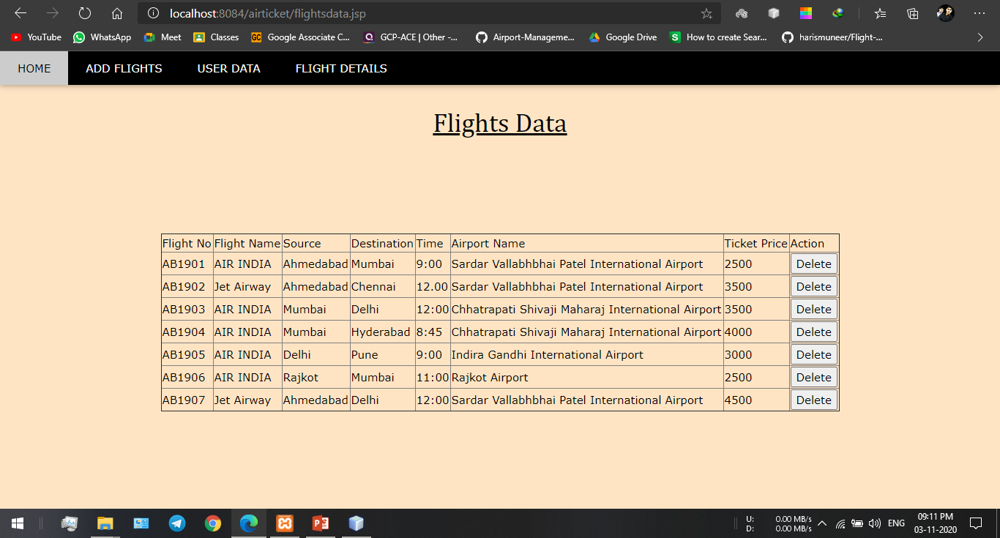 localhost:8084/airticket/flightsdata.jsp
YouTube WhatsApp Meet Classes Google Associate C... GCP-ACE | Other -... Airport-Manageme... Google Drive How to create Sear... harismuneer/Flight-...
HOME ADD FLIGHTS USER DATA FLIGHT DETAILS
Flights Data
Flight No Flight Name Source Destination Time Airport Name Ticket Price Action
AB1901 AIR INDIA Ahmedabad Mumbai 9:00 Sardar Vallabhbhai Patel International Airport 2500 Delete
AB1902 Jet Airway Ahmedabad Chennai 12.00 Sardar Vallabhbhai Patel International Airport 3500 Delete
AB1903 AIR INDIA Mumbai Delhi 12:00 Chhatrapati Shivaji Maharaj International Airport 3500 Delete
AB1904 AIR INDIA Mumbai Hyderabad 8:45 Chhatrapati Shivaji Maharaj International Airport 4000 Delete
AB1905 AIR INDIA Delhi Pune 9:00 Indira Gandhi International Airport 3000 Delete
AB1906 AIR INDIA Rajkot Mumbai 11:00 Rajkot Airport 2500 Delete
AB1907 Jet Airway Ahmedabad Delhi 12:00 Sardar Vallabhbhai Patel International Airport 4500 Delete
U: 0.00 MB/s
D: 0.00 MB/s
ENG
09:11 PM
03-11-2020